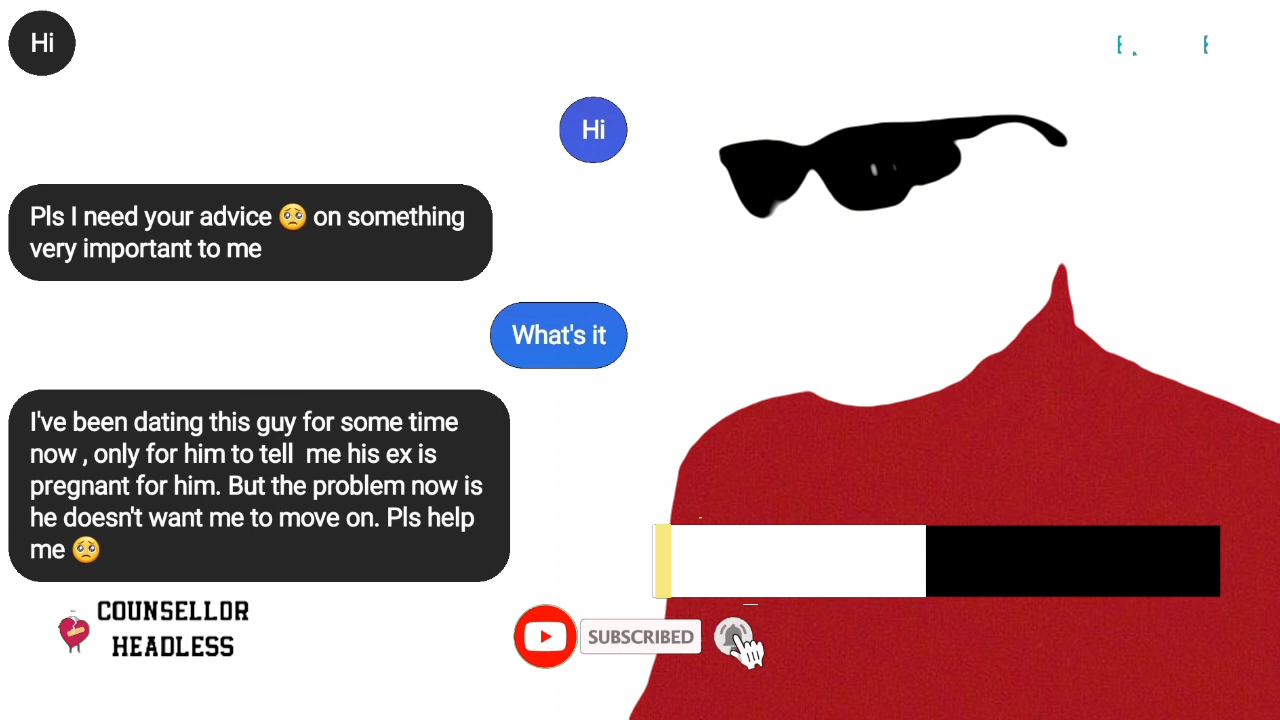 Hi
Hi
Pls I need your advice 🥺 on something
very important to me
What's it
I've been dating this guy for some time
now , only for him to tell  me his ex is
pregnant for him. But the problem now is
he doesn't want me to move on. Pls help
me 🥺
COUNSELLOR
HEADLESS
SUBSCRIBED